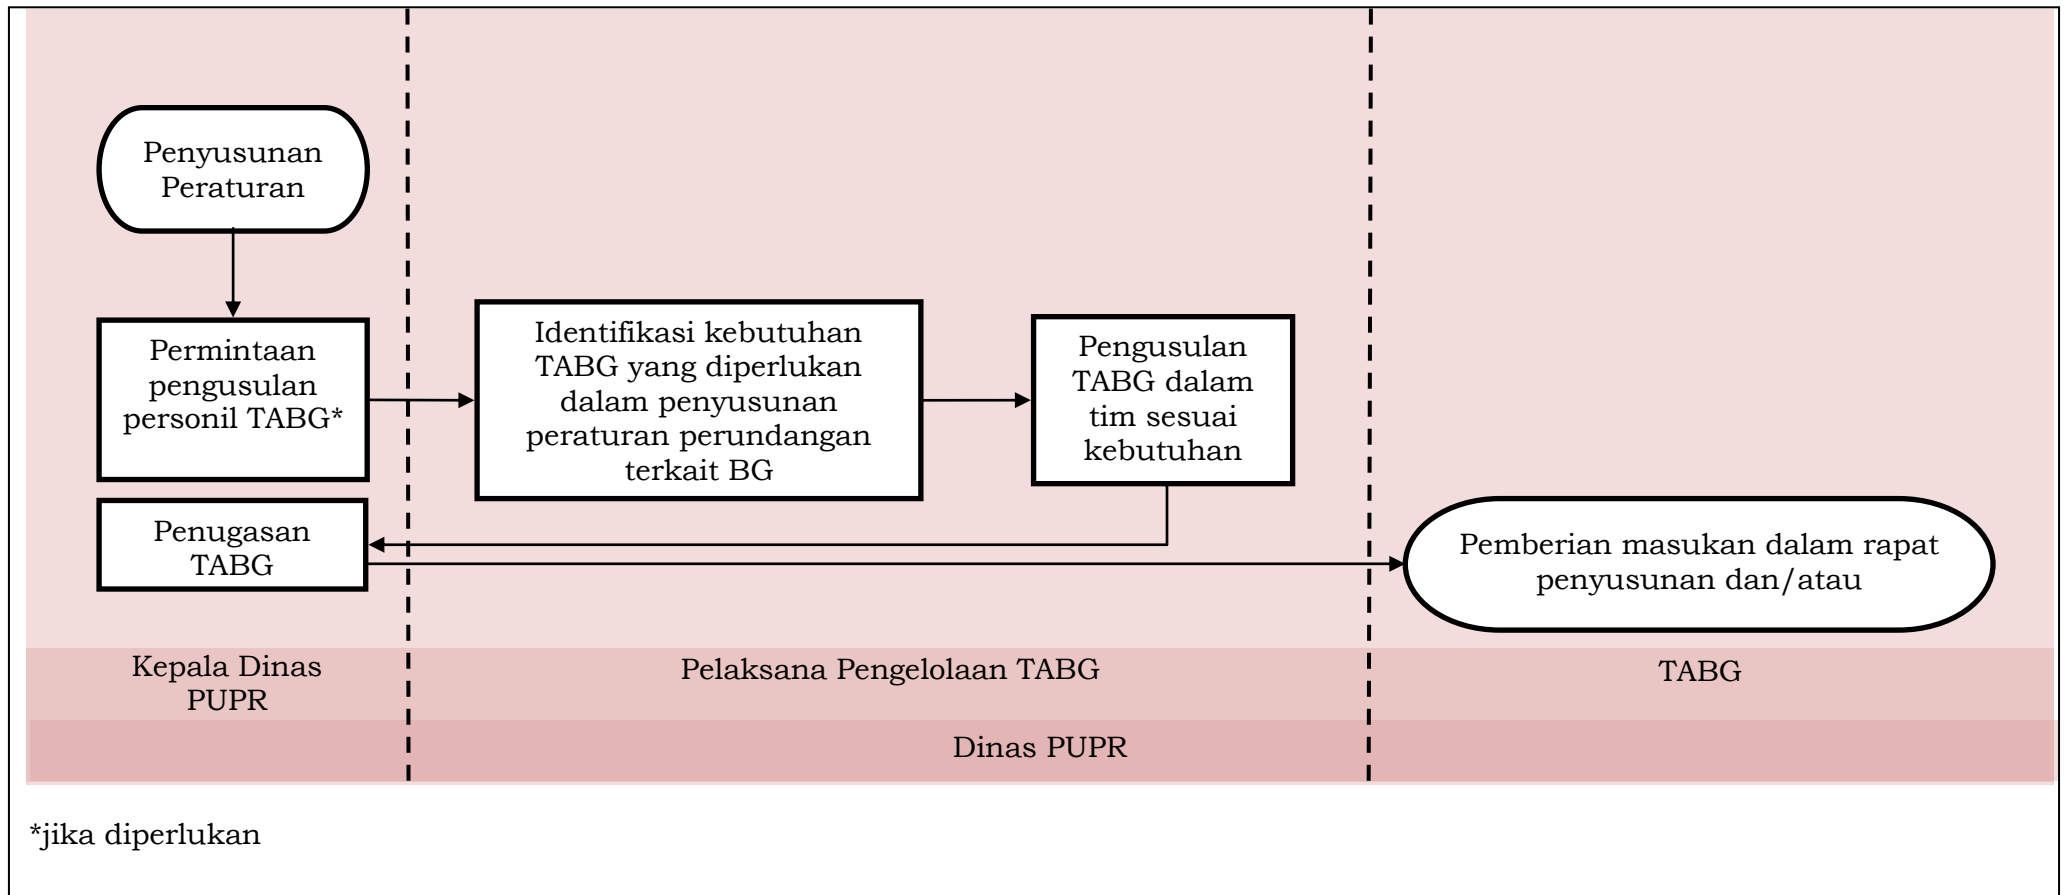 Penyusunan
Peraturan
Permintaan
pengusulan
personil TABG*
Identifikasi kebutuhan
TABG yang diperlukan
dalam penyusunan
peraturan perundangan
terkait BG
Pengusulan
TABG dalam
tim sesuai
kebutuhan
Penugasan
TABG
Pemberian masukan dalam rapat
penyusunan dan/atau
Kepala Dinas
PUPR
Pelaksana Pengelolaan TABG
TABG
Dinas PUPR
*jika diperlukan